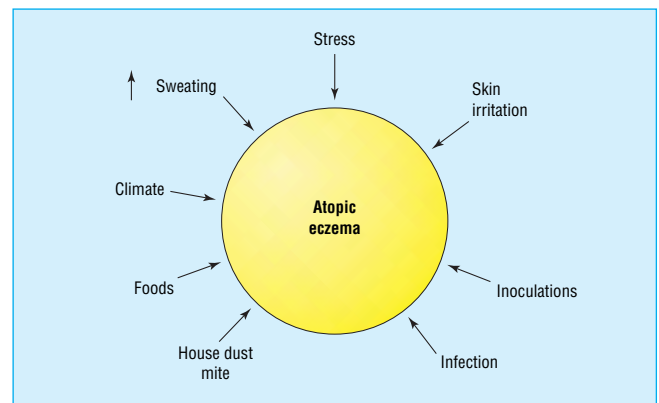 Stress
↑ Sweating
Skin
irritation
Climate
Atopic
eczema
Foods
Inoculations
House dust
mite
Infection